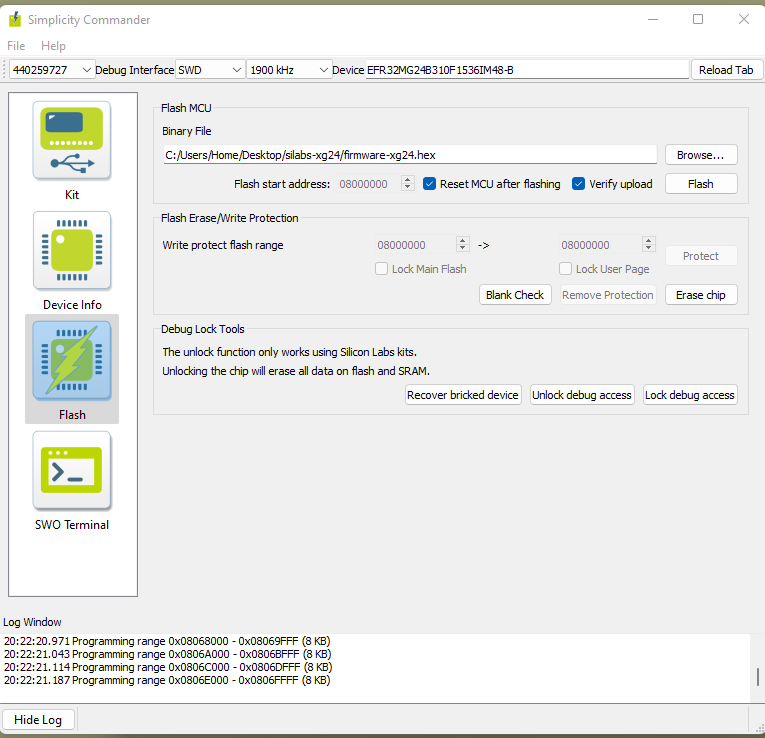 Simplicity Commander
File Help
440259727 Debug Interface SWD 1900 kHz Device EFR32MG24B310F1536IM48-B Reload Tab
Kit
Device Info
Flash
SWO Terminal
Flash MCU
Binary File
C:/Users/Home/Desktop/silabs-xg24/firmware-xg24.hex Browse...
Flash start address: 08000000 Reset MCU after flashing Verify upload Flash
Flash Erase/Write Protection
Write protect flash range 08000000 -> 08000000 Protect
Lock Main Flash Lock User Page
Blank Check Remove Protection Erase chip
Debug Lock Tools
The unlock function only works using Silicon Labs kits.
Unlocking the chip will erase all data on flash and SRAM.
Recover bricked device Unlock debug access Lock debug access
Log Window
20:22:20.971 Programming range 0x08068000 - 0x08069FFF (8 KB)
20:22:21.043 Programming range 0x0806A000 - 0x0806BFFF (8 KB)
20:22:21.114 Programming range 0x0806C000 - 0x0806DFFF (8 KB)
20:22:21.187 Programming range 0x0806E000 - 0x0806FFFF (8 KB)
Hide Log